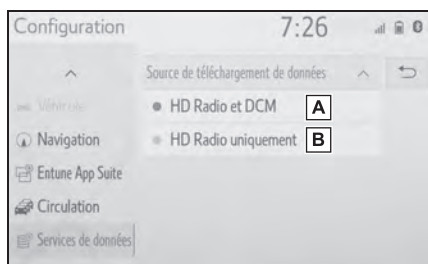 Configuration 7:26
Source de téléchargement de données
HD Radio et DCM A
Véhicule
HD Radio uniquement B
Navigation
Entune App Suite
Circulation
Services de données